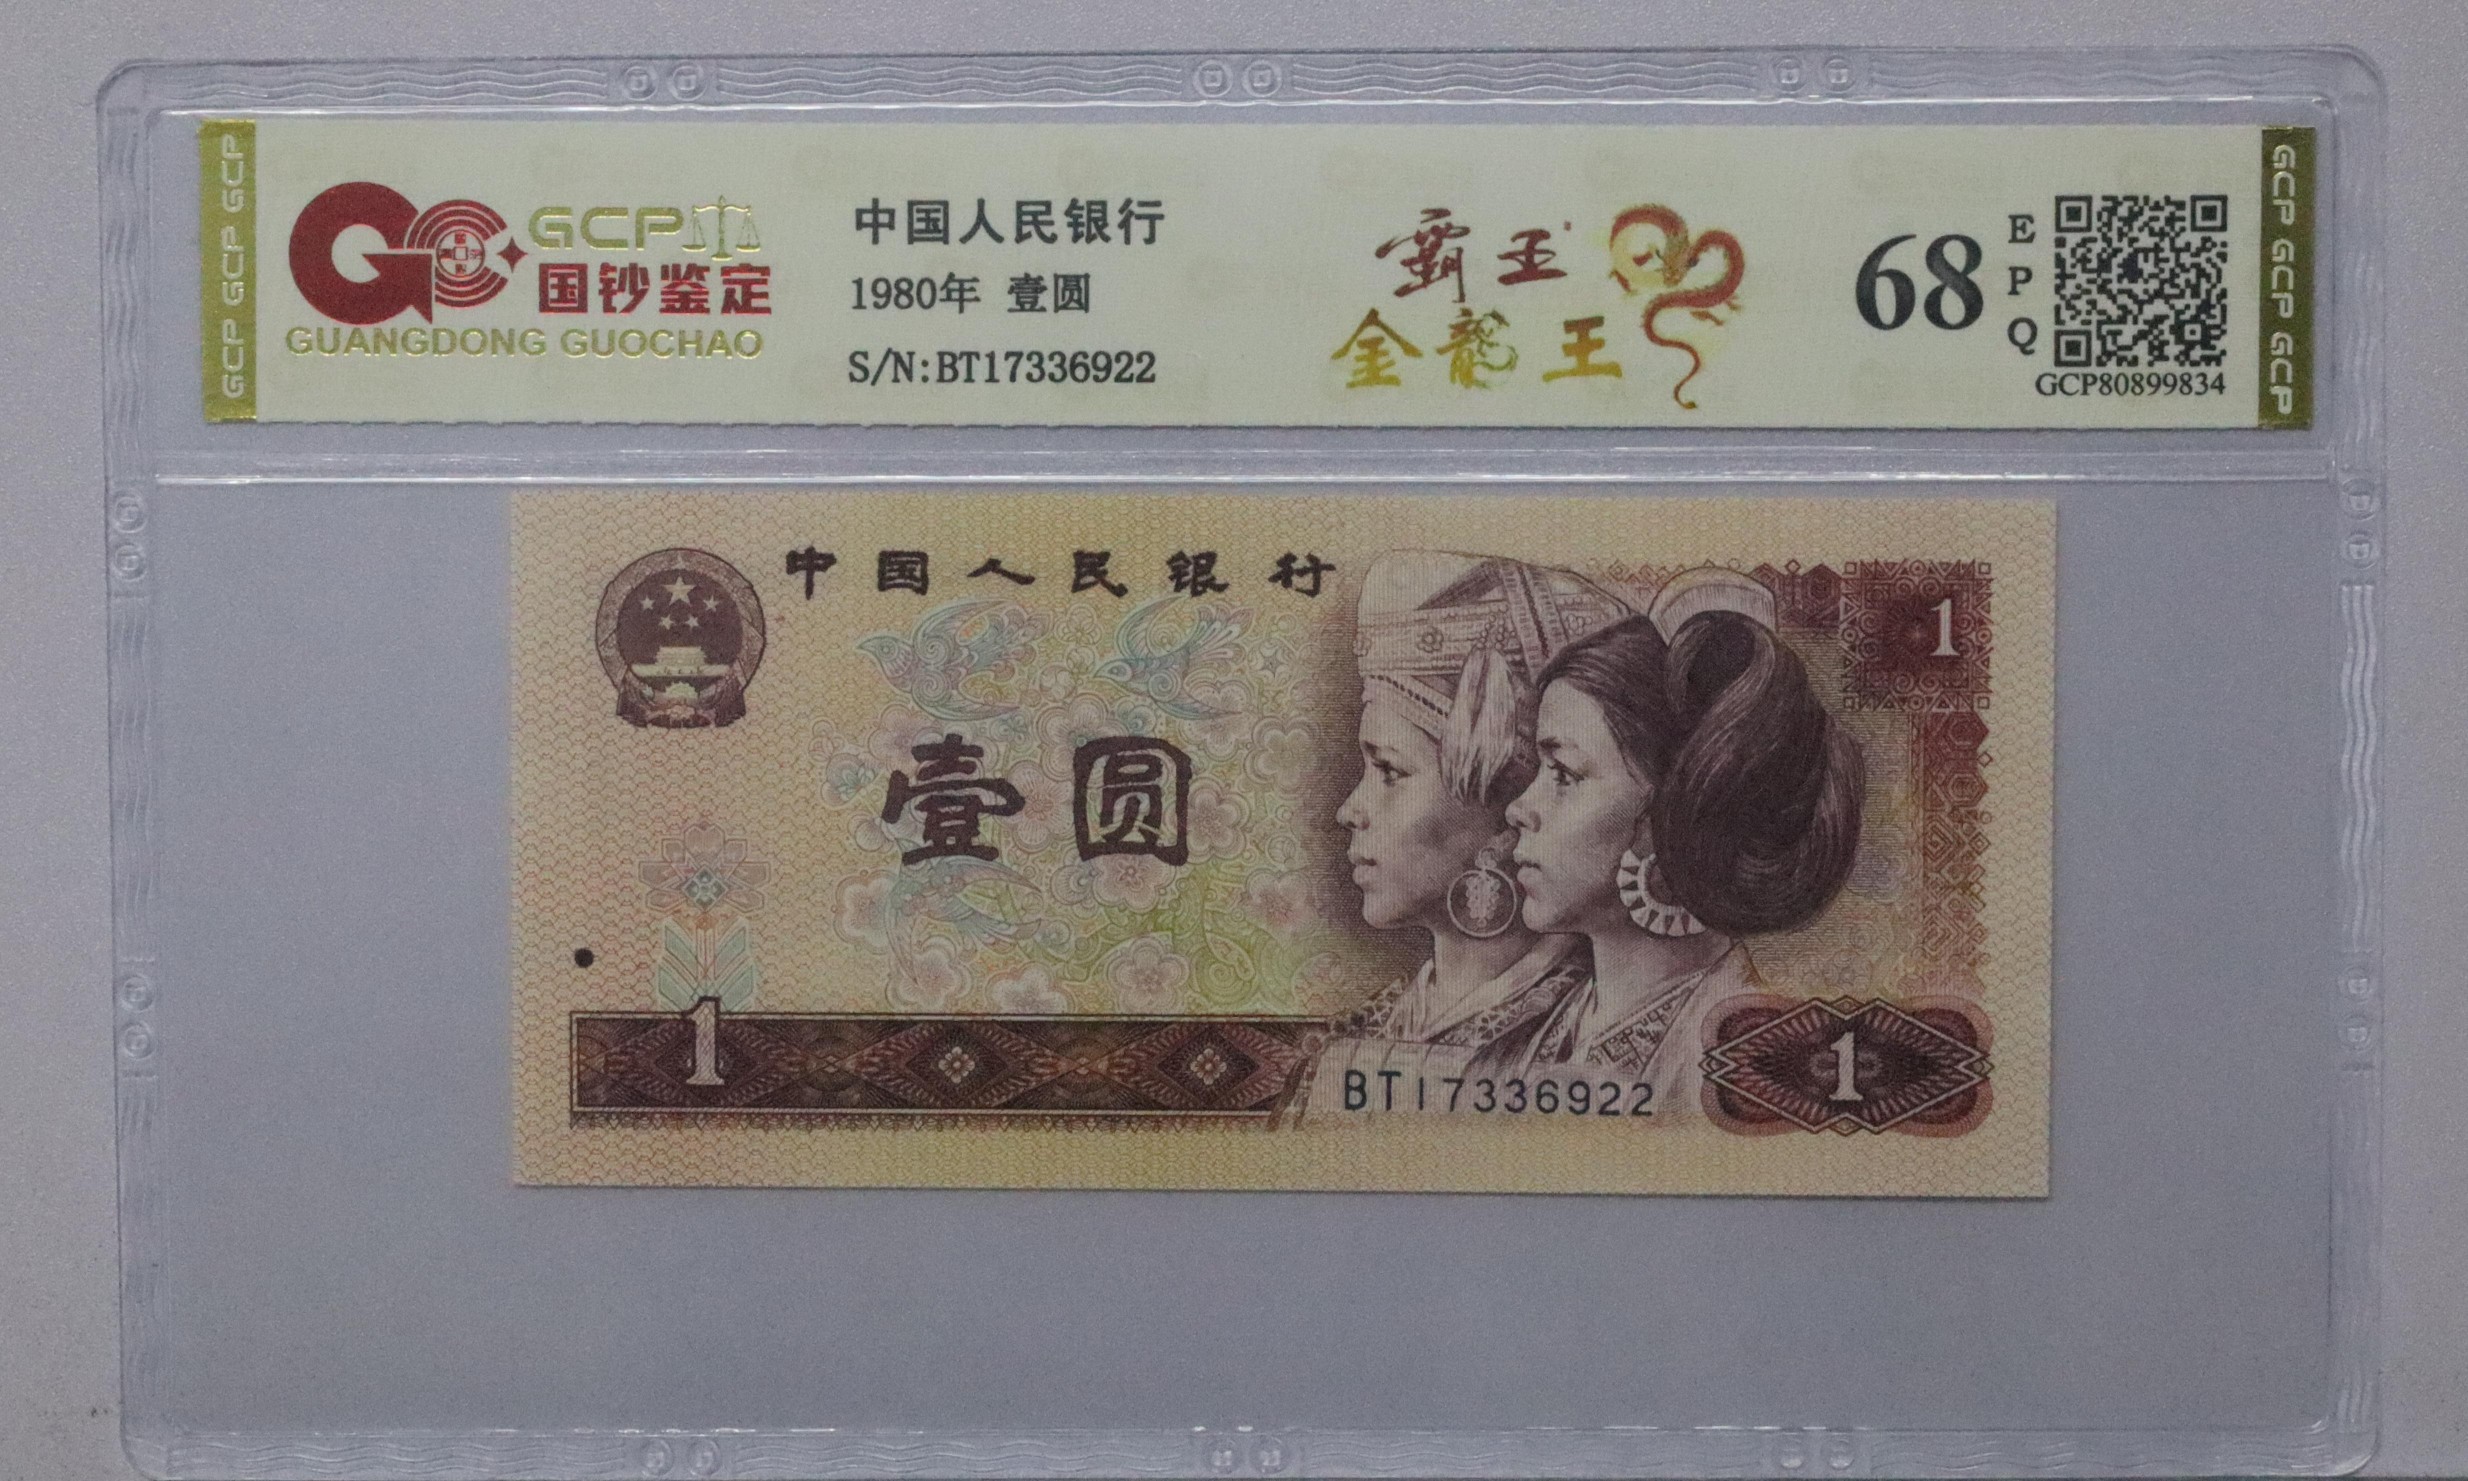 GCP GCP GCP
GCP
国钞鉴定
GUANGDONG GUOCHAO
中国人民银行
1980年 壹圆
S/N:BT17336922
霸王
金龍王
68
EPQ
GCP80899834
GCP GCP GCP
中国人民银行
1
壹圆
1
BT17336922
1